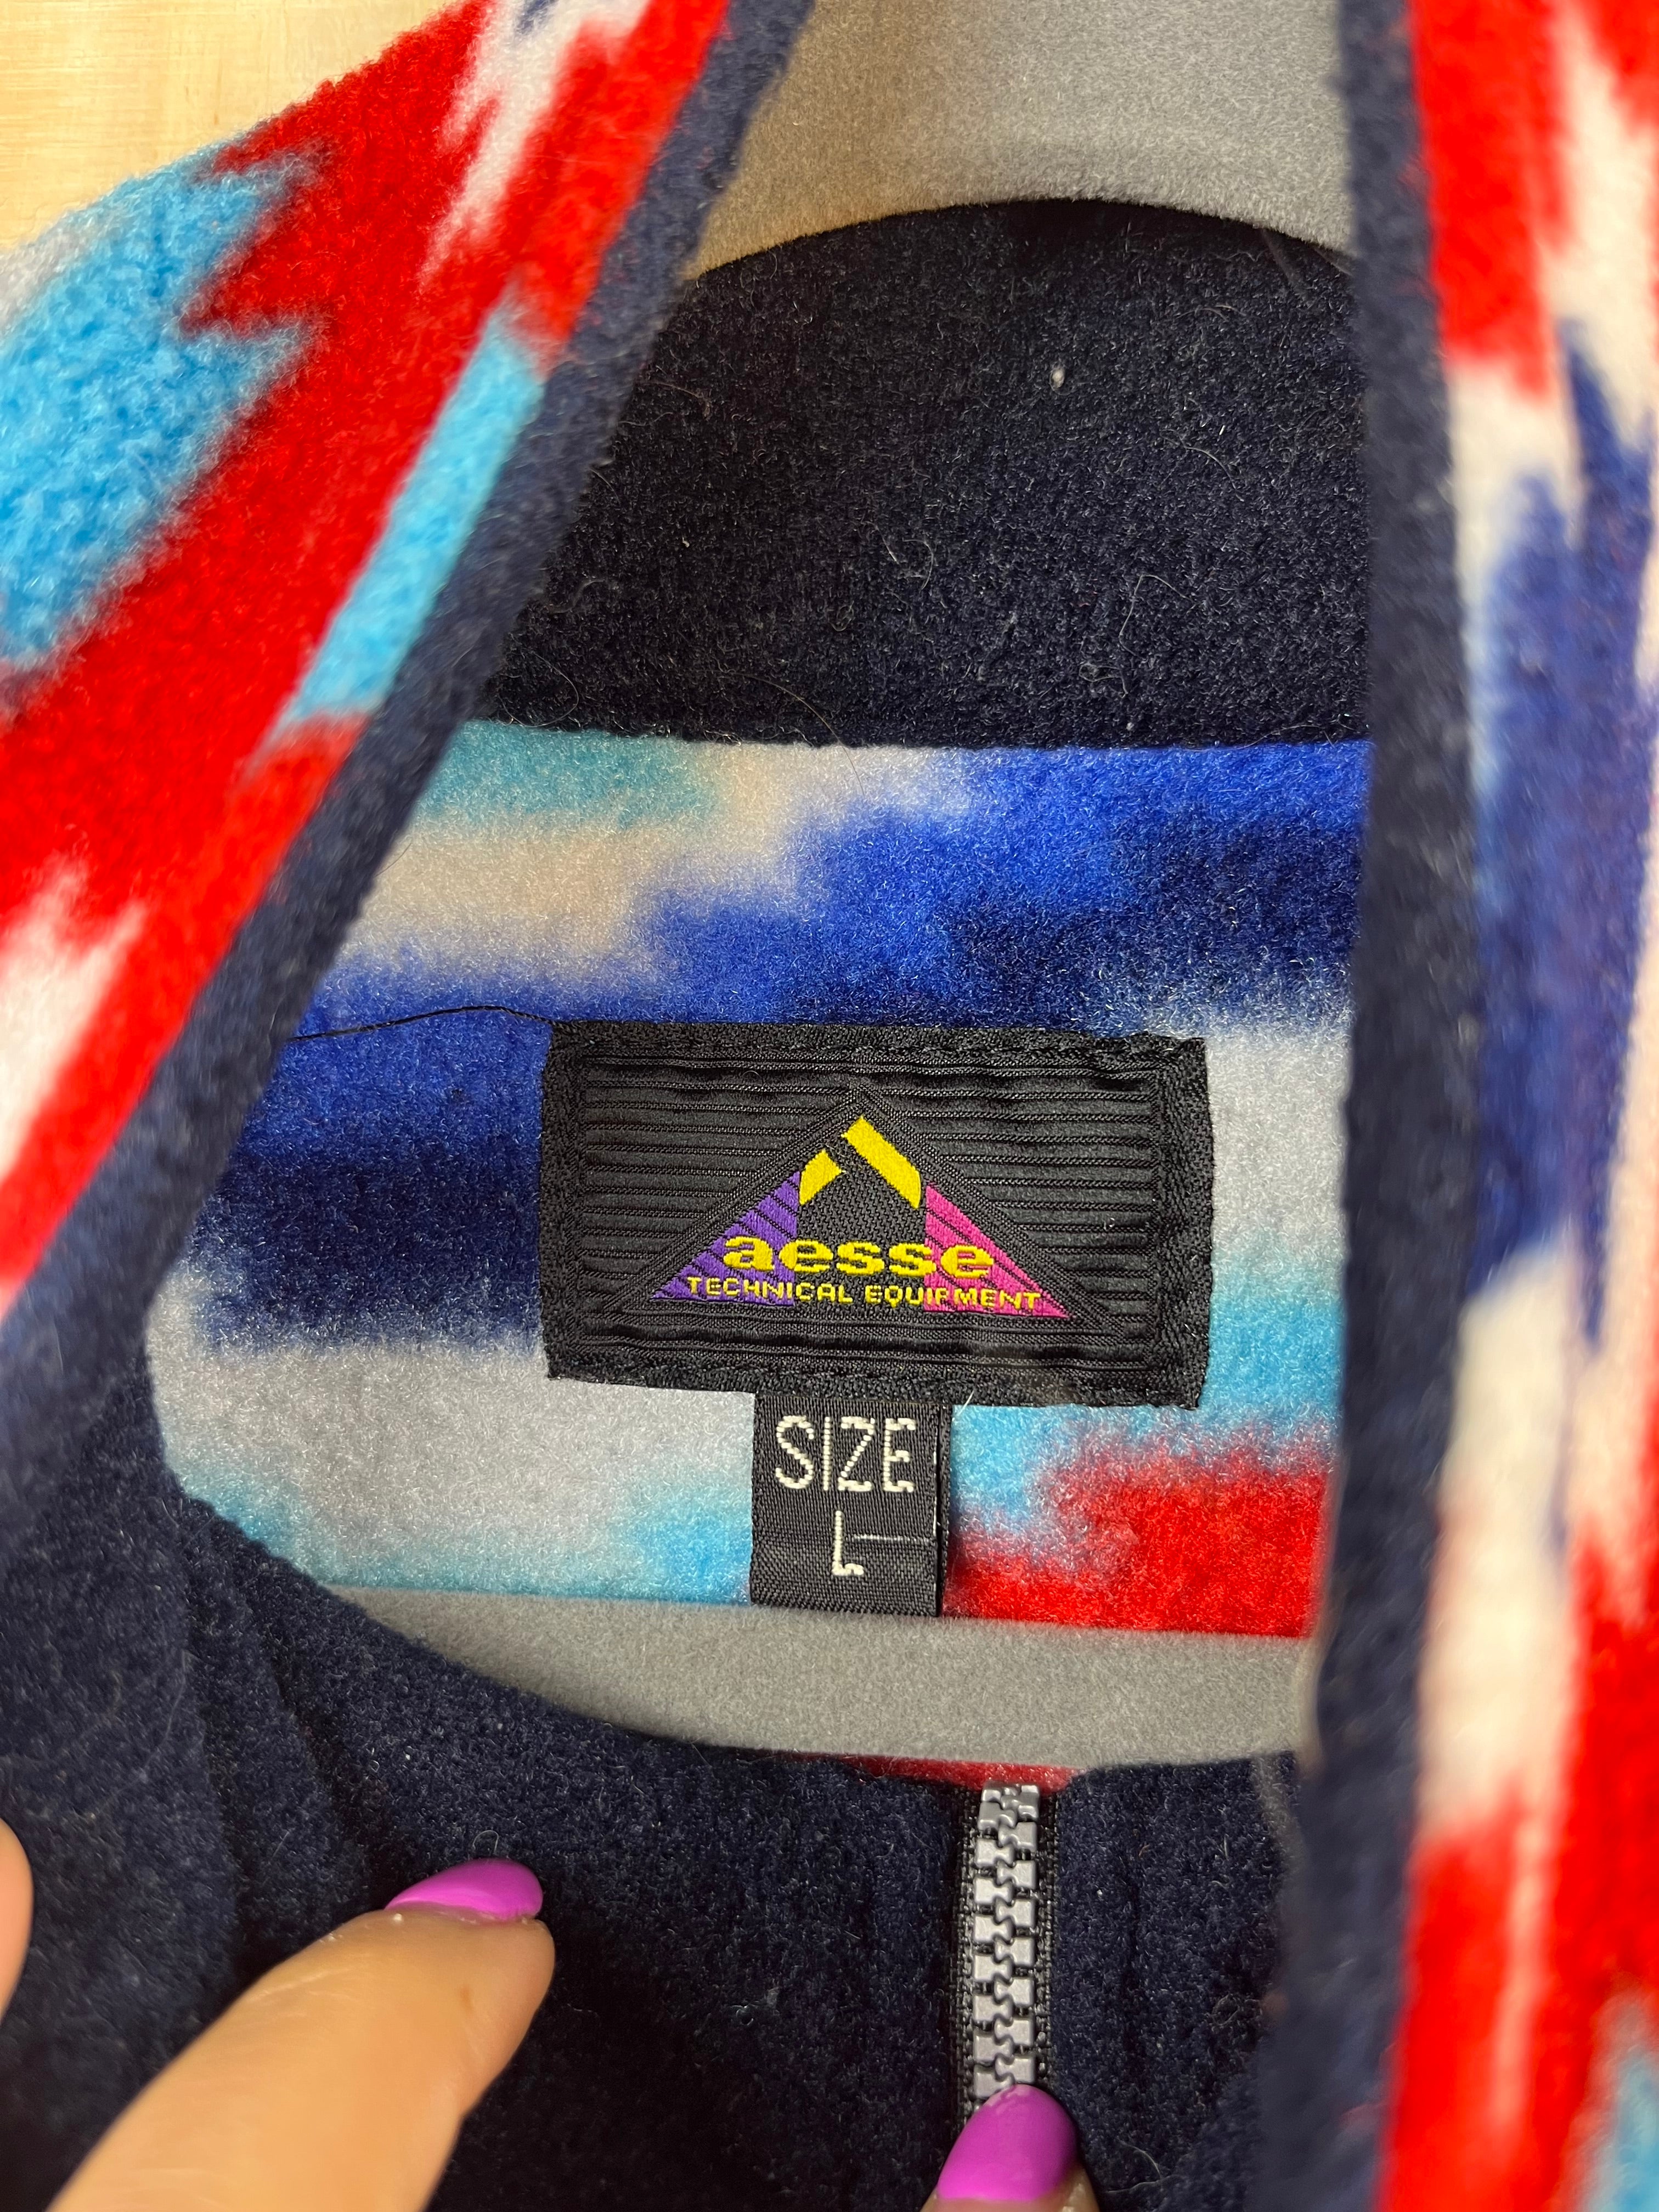 aesse
TECHNICAL EQUIPMENT
SIZE
L